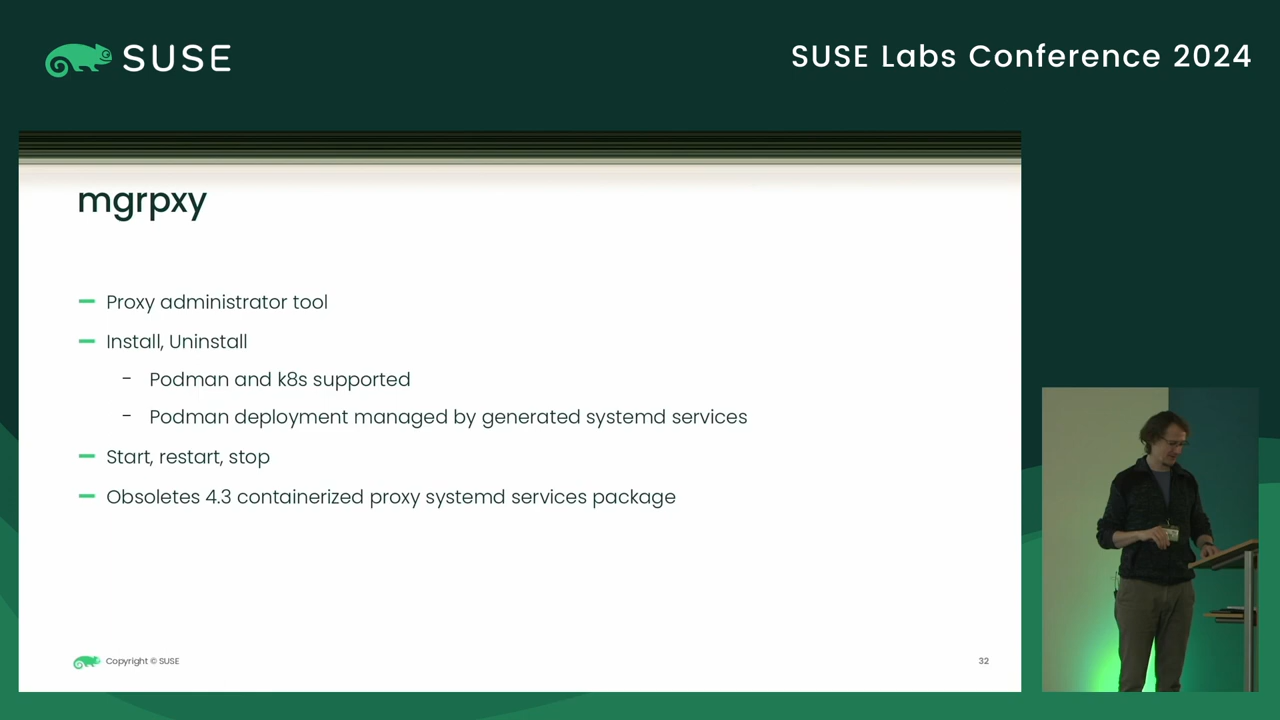 SUSE
SUSE Labs Conference 2024
mgrpxy
Proxy administrator tool
Install, Uninstall
- Podman and k8s supported
- Podman deployment managed by generated systemd services
Start, restart, stop
Obsoletes 4.3 containerized proxy systemd services package
Copyright © SUSE
32